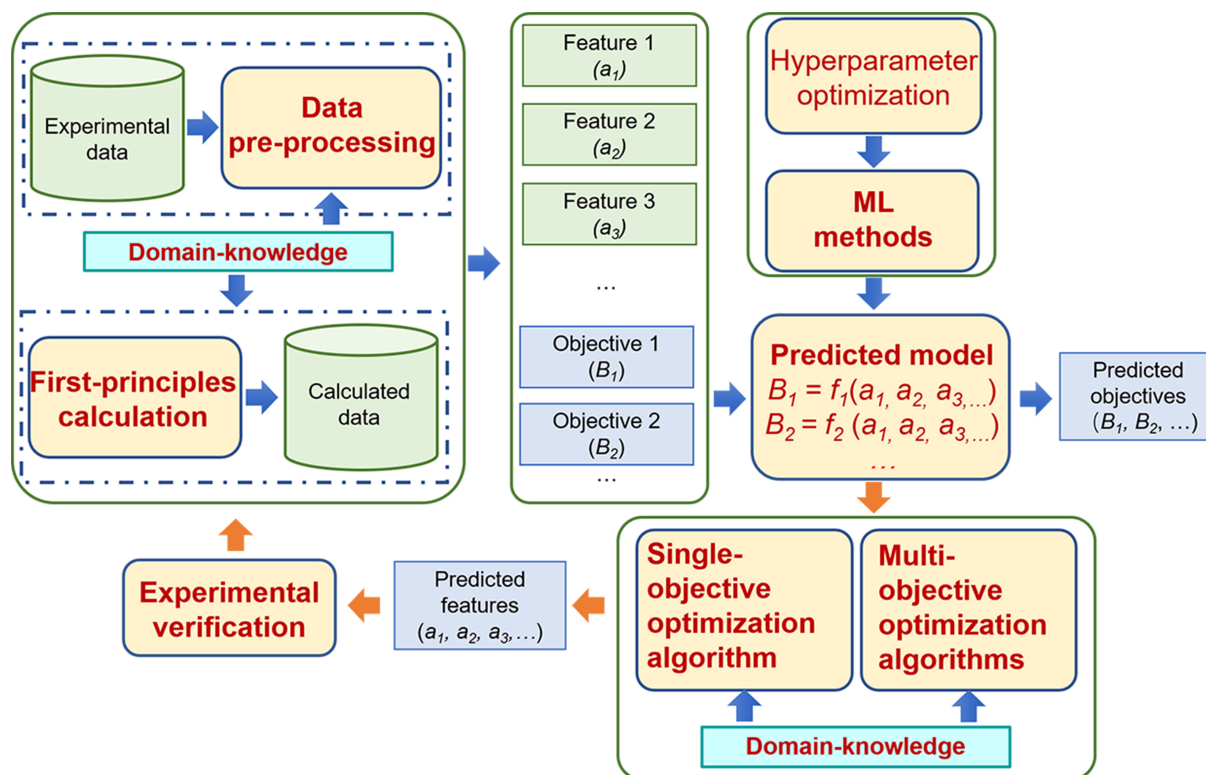 Experimental
data
Data
pre-processing
Domain-knowledge
First-principles
calculation
Calculated
data
Feature 1
(a₁)
Feature 2
(a₂)
Feature 3
(a₃)
...
Objective 1
(B₁)
Objective 2
(B₂)
...
Hyperparameter
optimization
ML
methods
Predicted model
B₁ = f₁(a₁, a₂, a₃,...)
B₂ = f₂ (a₁, a₂, a₃,...)
...
Predicted
objectives
(B₁, B₂, ...)
Single-
objective
optimization
algorithm
Multi-
objective
optimization
algorithms
Domain-knowledge
Predicted
features
(a₁, a₂, a₃,...)
Experimental
verification